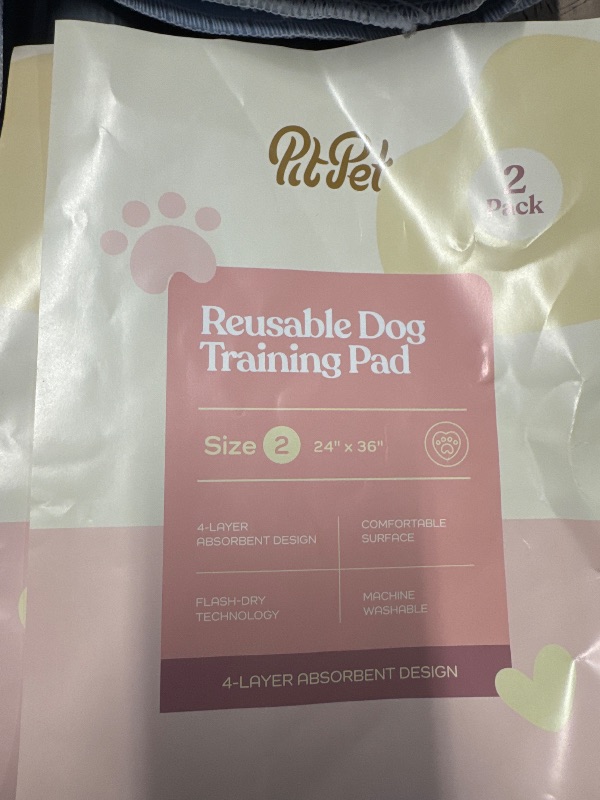 PitPet
2
Pack
Reusable Dog
Training Pad
Size 2 24" x 36"
4-LAYER
ABSORBENT DESIGN
COMFORTABLE
SURFACE
FLASH-DRY
TECHNOLOGY
MACHINE
WASHABLE
4-LAYER ABSORBENT DESIGN